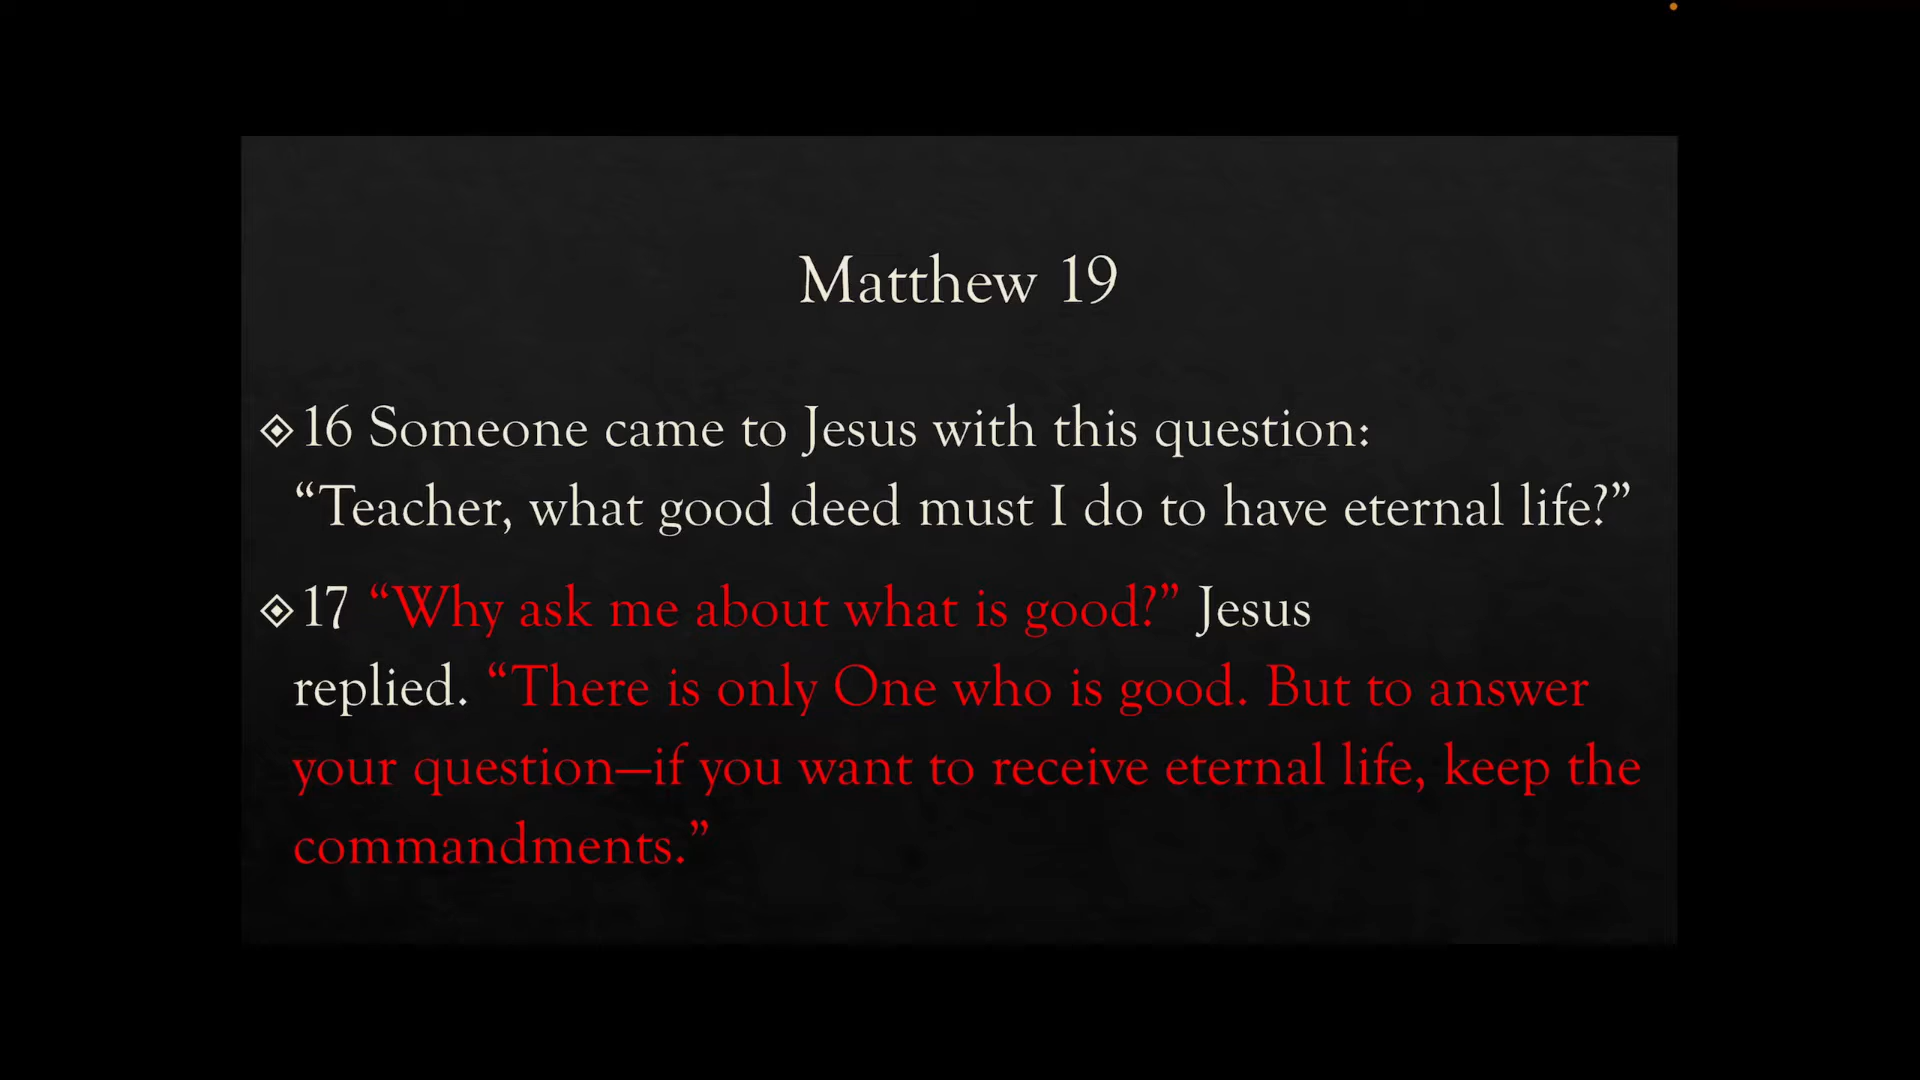 Matthew 19
16 Someone came to Jesus with this question:
“Teacher, what good deed must I do to have eternal life?”
17 “Why ask me about what is good?” Jesus
replied. “There is only One who is good. But to answer
your question—if you want to receive eternal life, keep the
commandments.”